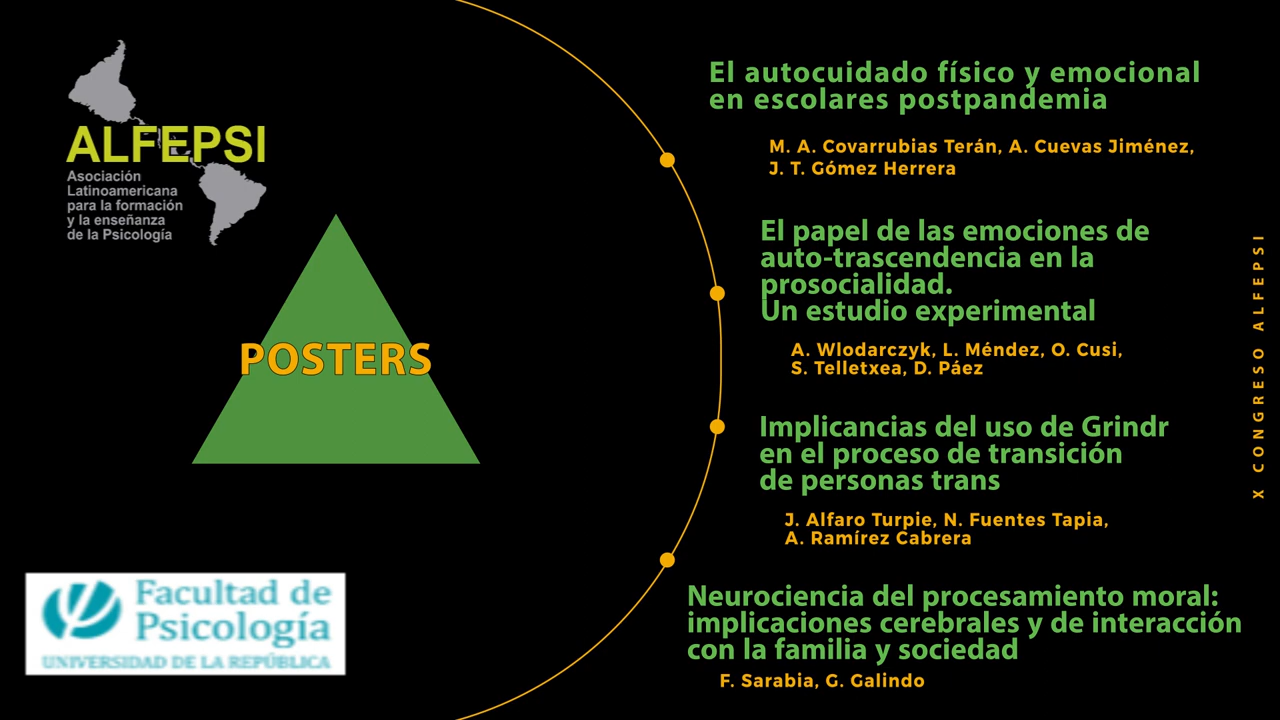 ALFEPSI
Asociación
Latinoamericana
para la formación
y la enseñanza
de la Psicología
POSTERS
Facultad de
Psicología
UNIVERSIDAD DE LA REPÚBLICA
El autocuidado físico y emocional
en escolares postpandemia
M. A. Covarrubias Terán, A. Cuevas Jiménez,
J. T. Gómez Herrera
El papel de las emociones de
auto-trascendencia en la
prosocialidad.
Un estudio experimental
A. Wlodarczyk, L. Méndez, O. Cusi,
S. Telletxea, D. Páez
Implicancias del uso de Grindr
en el proceso de transición
de personas trans
J. Alfaro Turpie, N. Fuentes Tapia,
A. Ramírez Cabrera
Neurociencia del procesamiento moral:
implicaciones cerebrales y de interacción
con la familia y sociedad
F. Sarabia, G. Galindo
X CONGRESO ALFEPSI